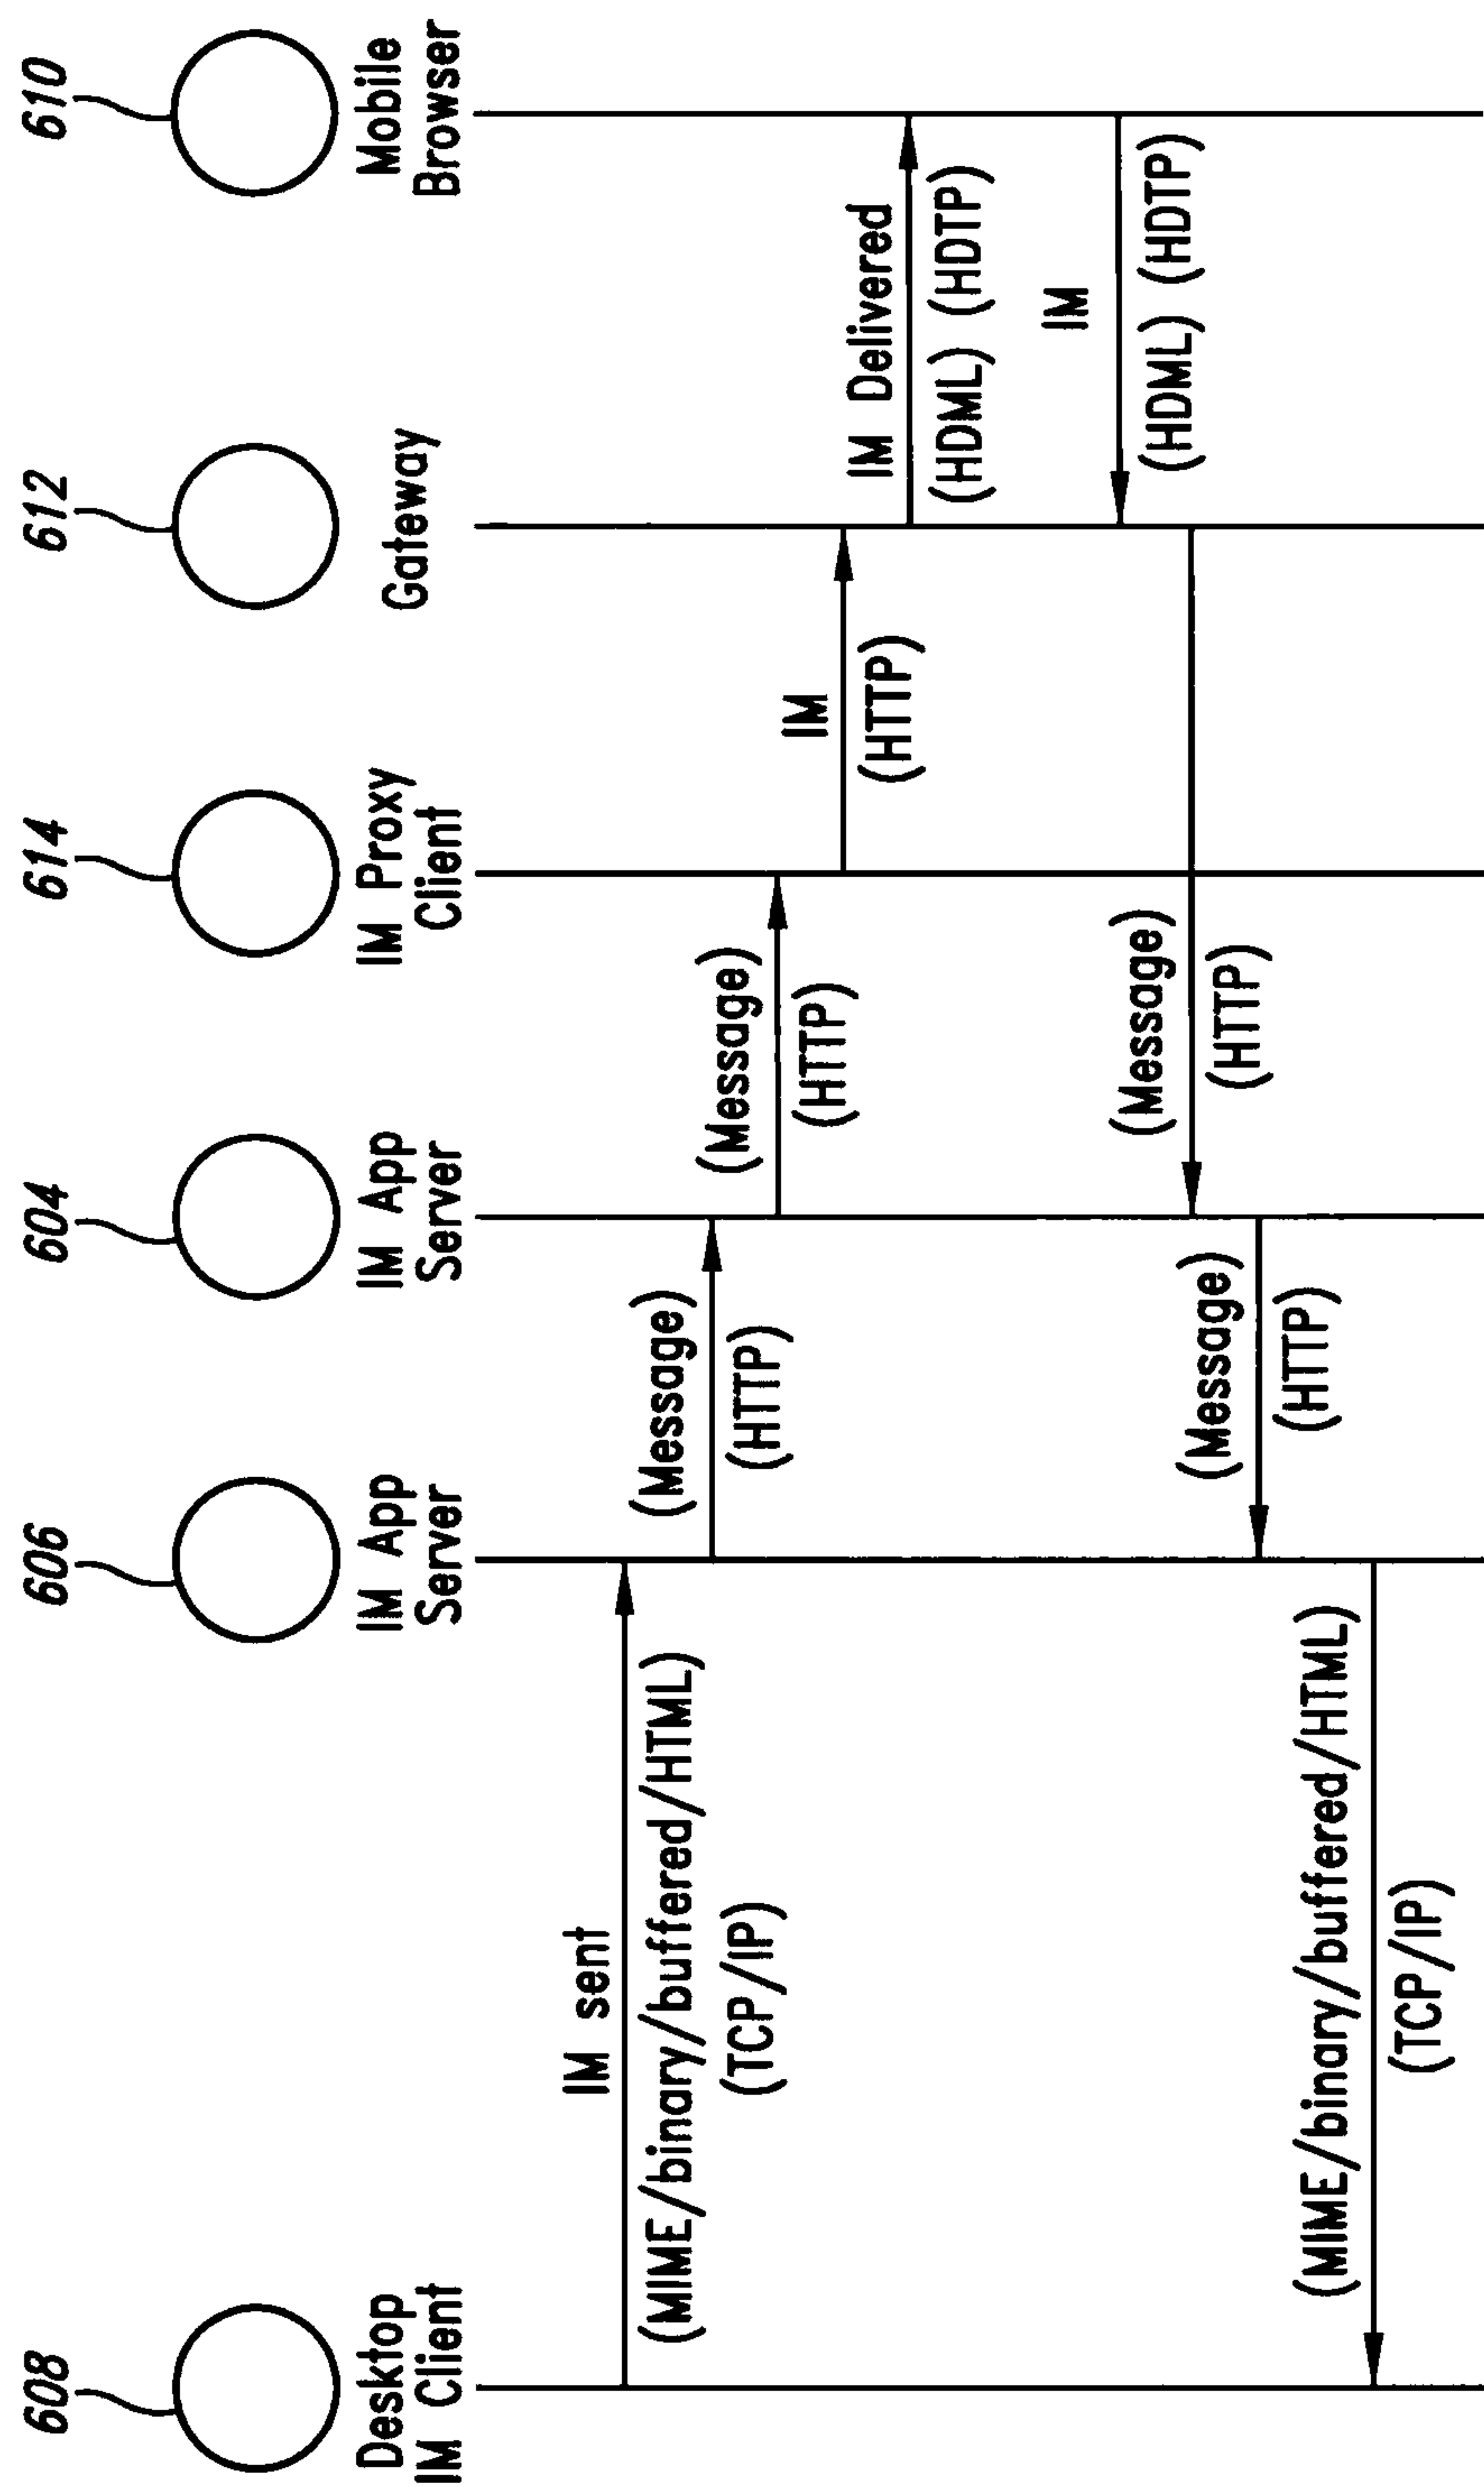 608
606
604
614
612
610
Desktop
IM Client
IM App
Server
IM App
Server
IM Proxy
Client
Gateway
Mobile
Browser
IM sent
(MIME/binary/buffered/HTML)
(TCP/IP)
(Message)
(HTTP)
(Message)
(HTTP)
IM
(HTTP)
IM Delivered
(HDML) (HDTP)
IM
(HDML) (HDTP)
(Message)
(HTTP)
(Message)
(HTTP)
(MIME/binary/buffered/HTML)
(TCP/IP)